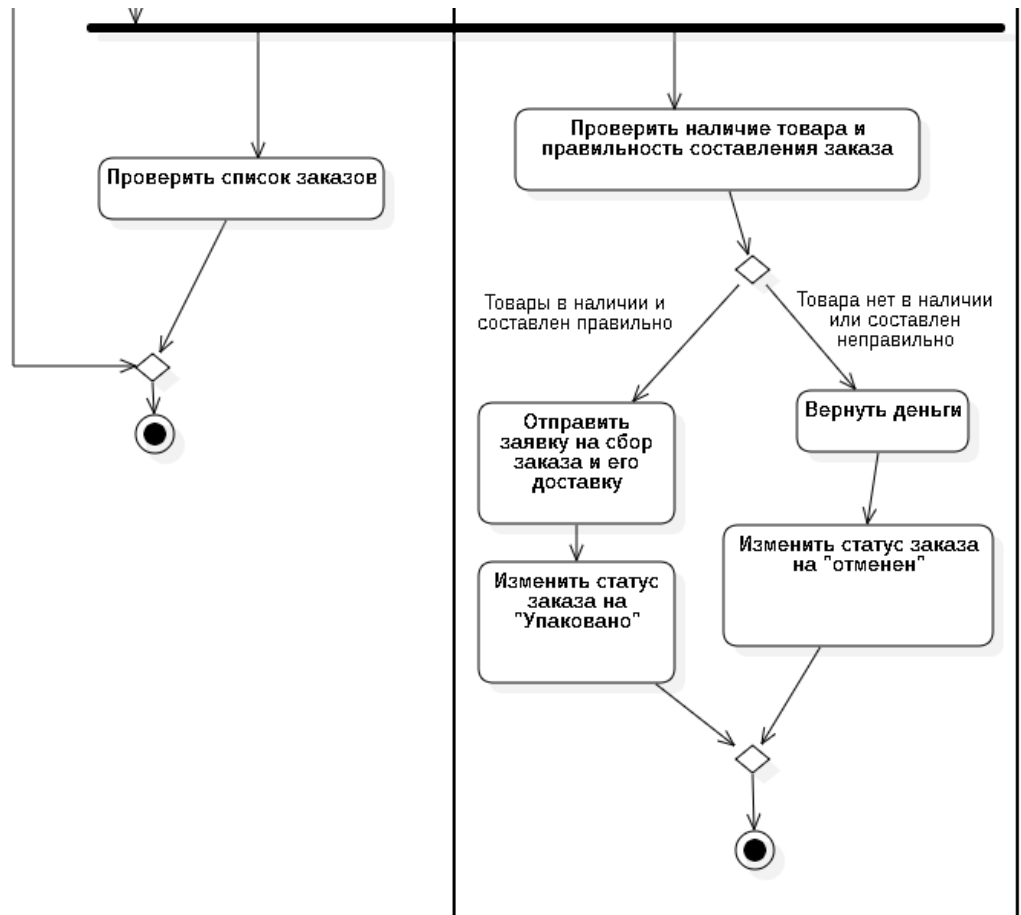 Проверить список заказов
Проверить наличие товара и
правильность составления заказа
Товары в наличии и
составлен правильно
Товара нет в наличии
или составлен
неправильно
Отправить
заявку на сбор
заказа и его
доставку
Вернуть деньги
Изменить статус
заказа на
"Упаковано"
Изменить статус заказа
на "отменен"